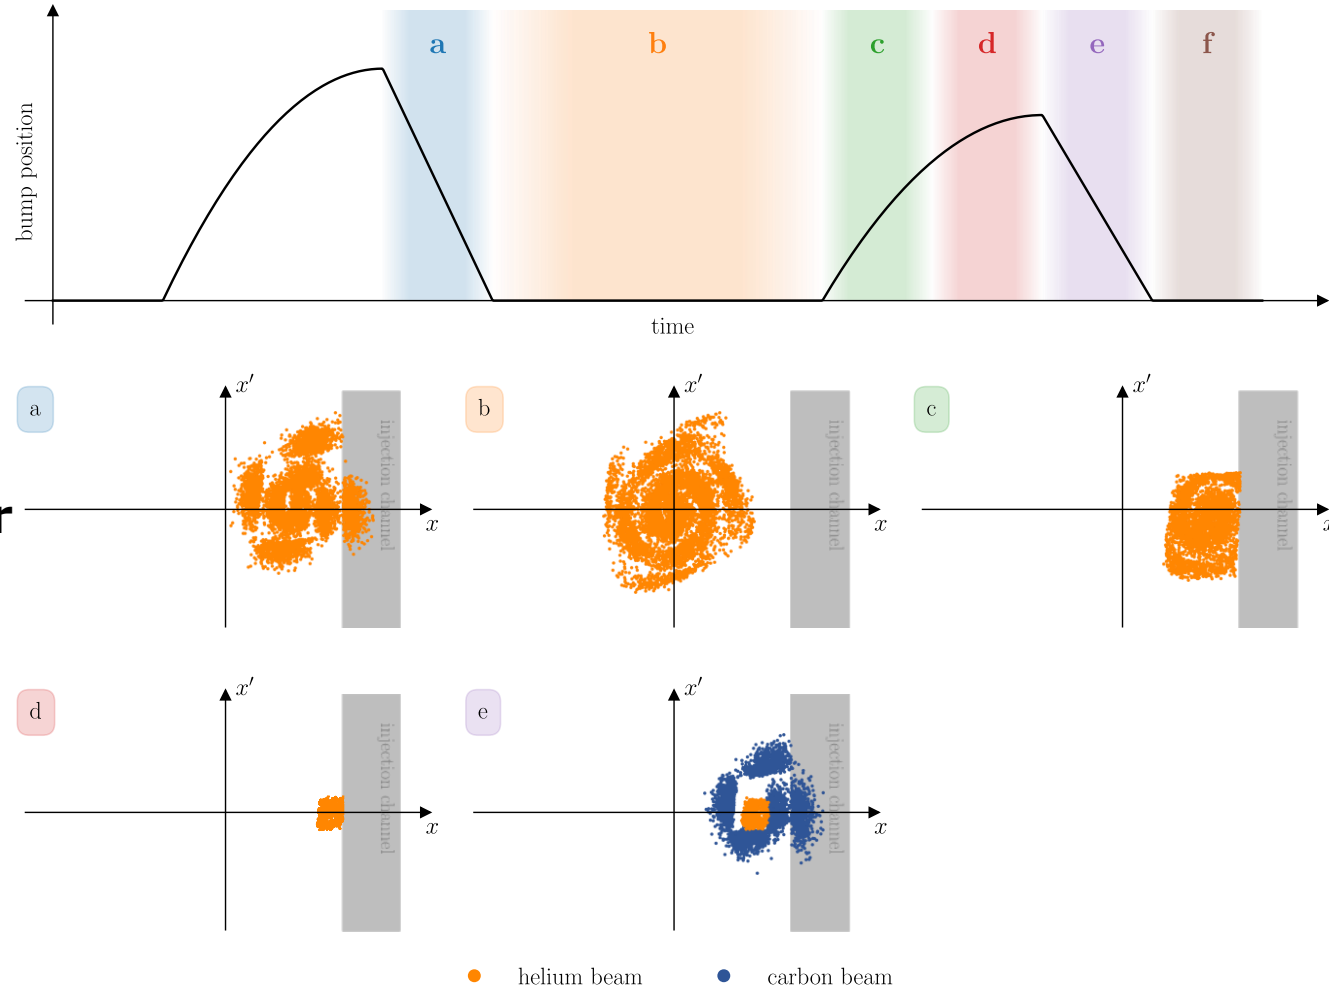 bump position
a
b
c
d
e
f
time
a
x′
injection channel
x
b
x′
injection channel
x
c
x′
injection channel
x
r
d
x′
injection channel
x
e
x′
injection channel
x
helium beam
carbon beam